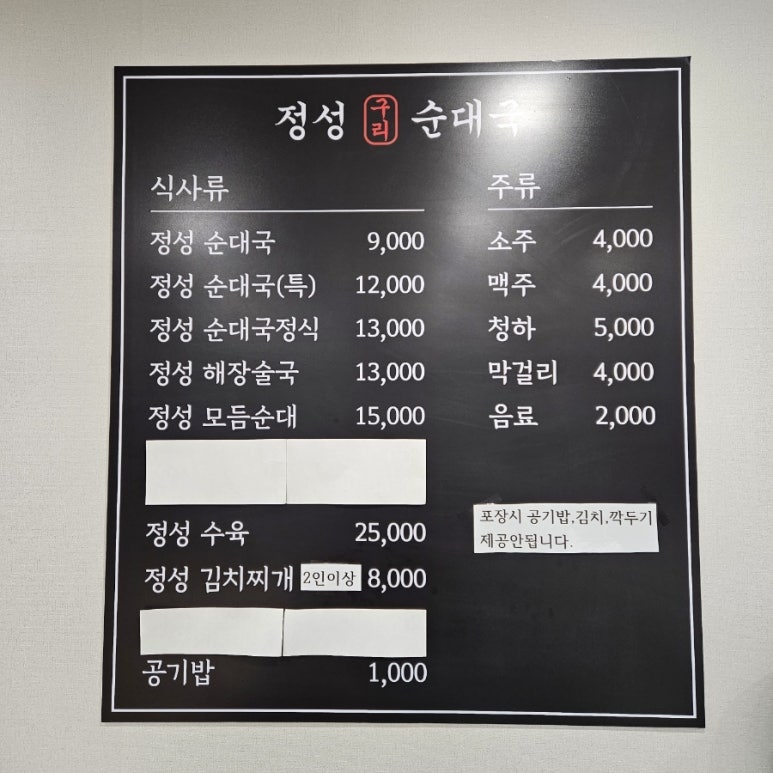 정성 구리 순대국
식사류
정성 순대국 9,000
정성 순대국(특) 12,000
정성 순대국정식 13,000
정성 해장술국 13,000
정성 모듬순대 15,000
정성 수육 25,000
정성 김치찌개 2인이상 8,000
공기밥 1,000
주류
소주 4,000
맥주 4,000
청하 5,000
막걸리 4,000
음료 2,000
포장시 공기밥,김치,깍두기
제공안됩니다.